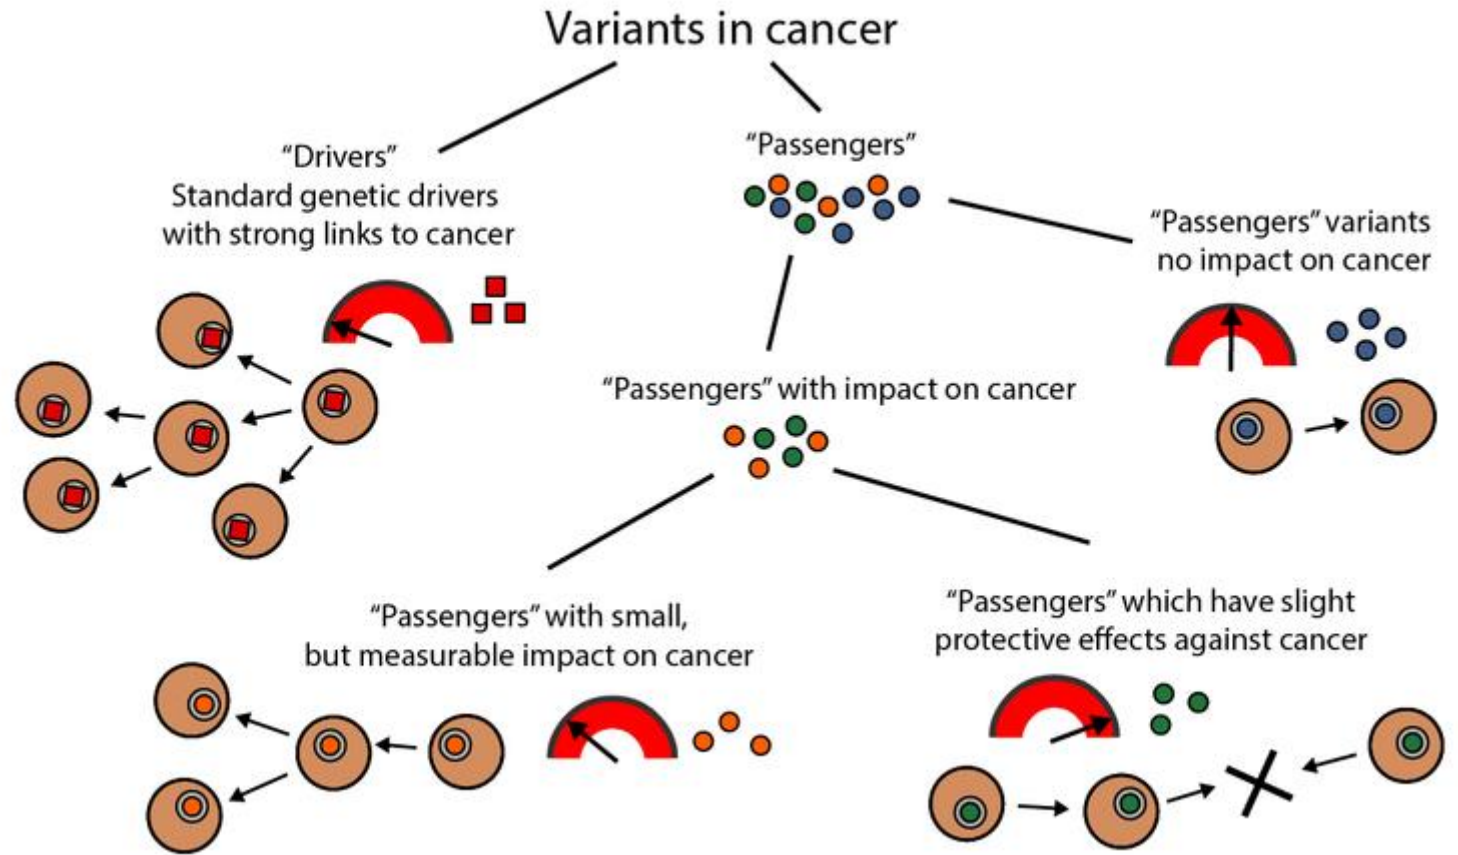 Variants in cancer
“Drivers”
Standard genetic drivers
with strong links to cancer
“Passengers”
“Passengers” variants
no impact on cancer
“Passengers” with impact on cancer
“Passengers” with small,
but measurable impact on cancer
“Passengers” which have slight
protective effects against cancer